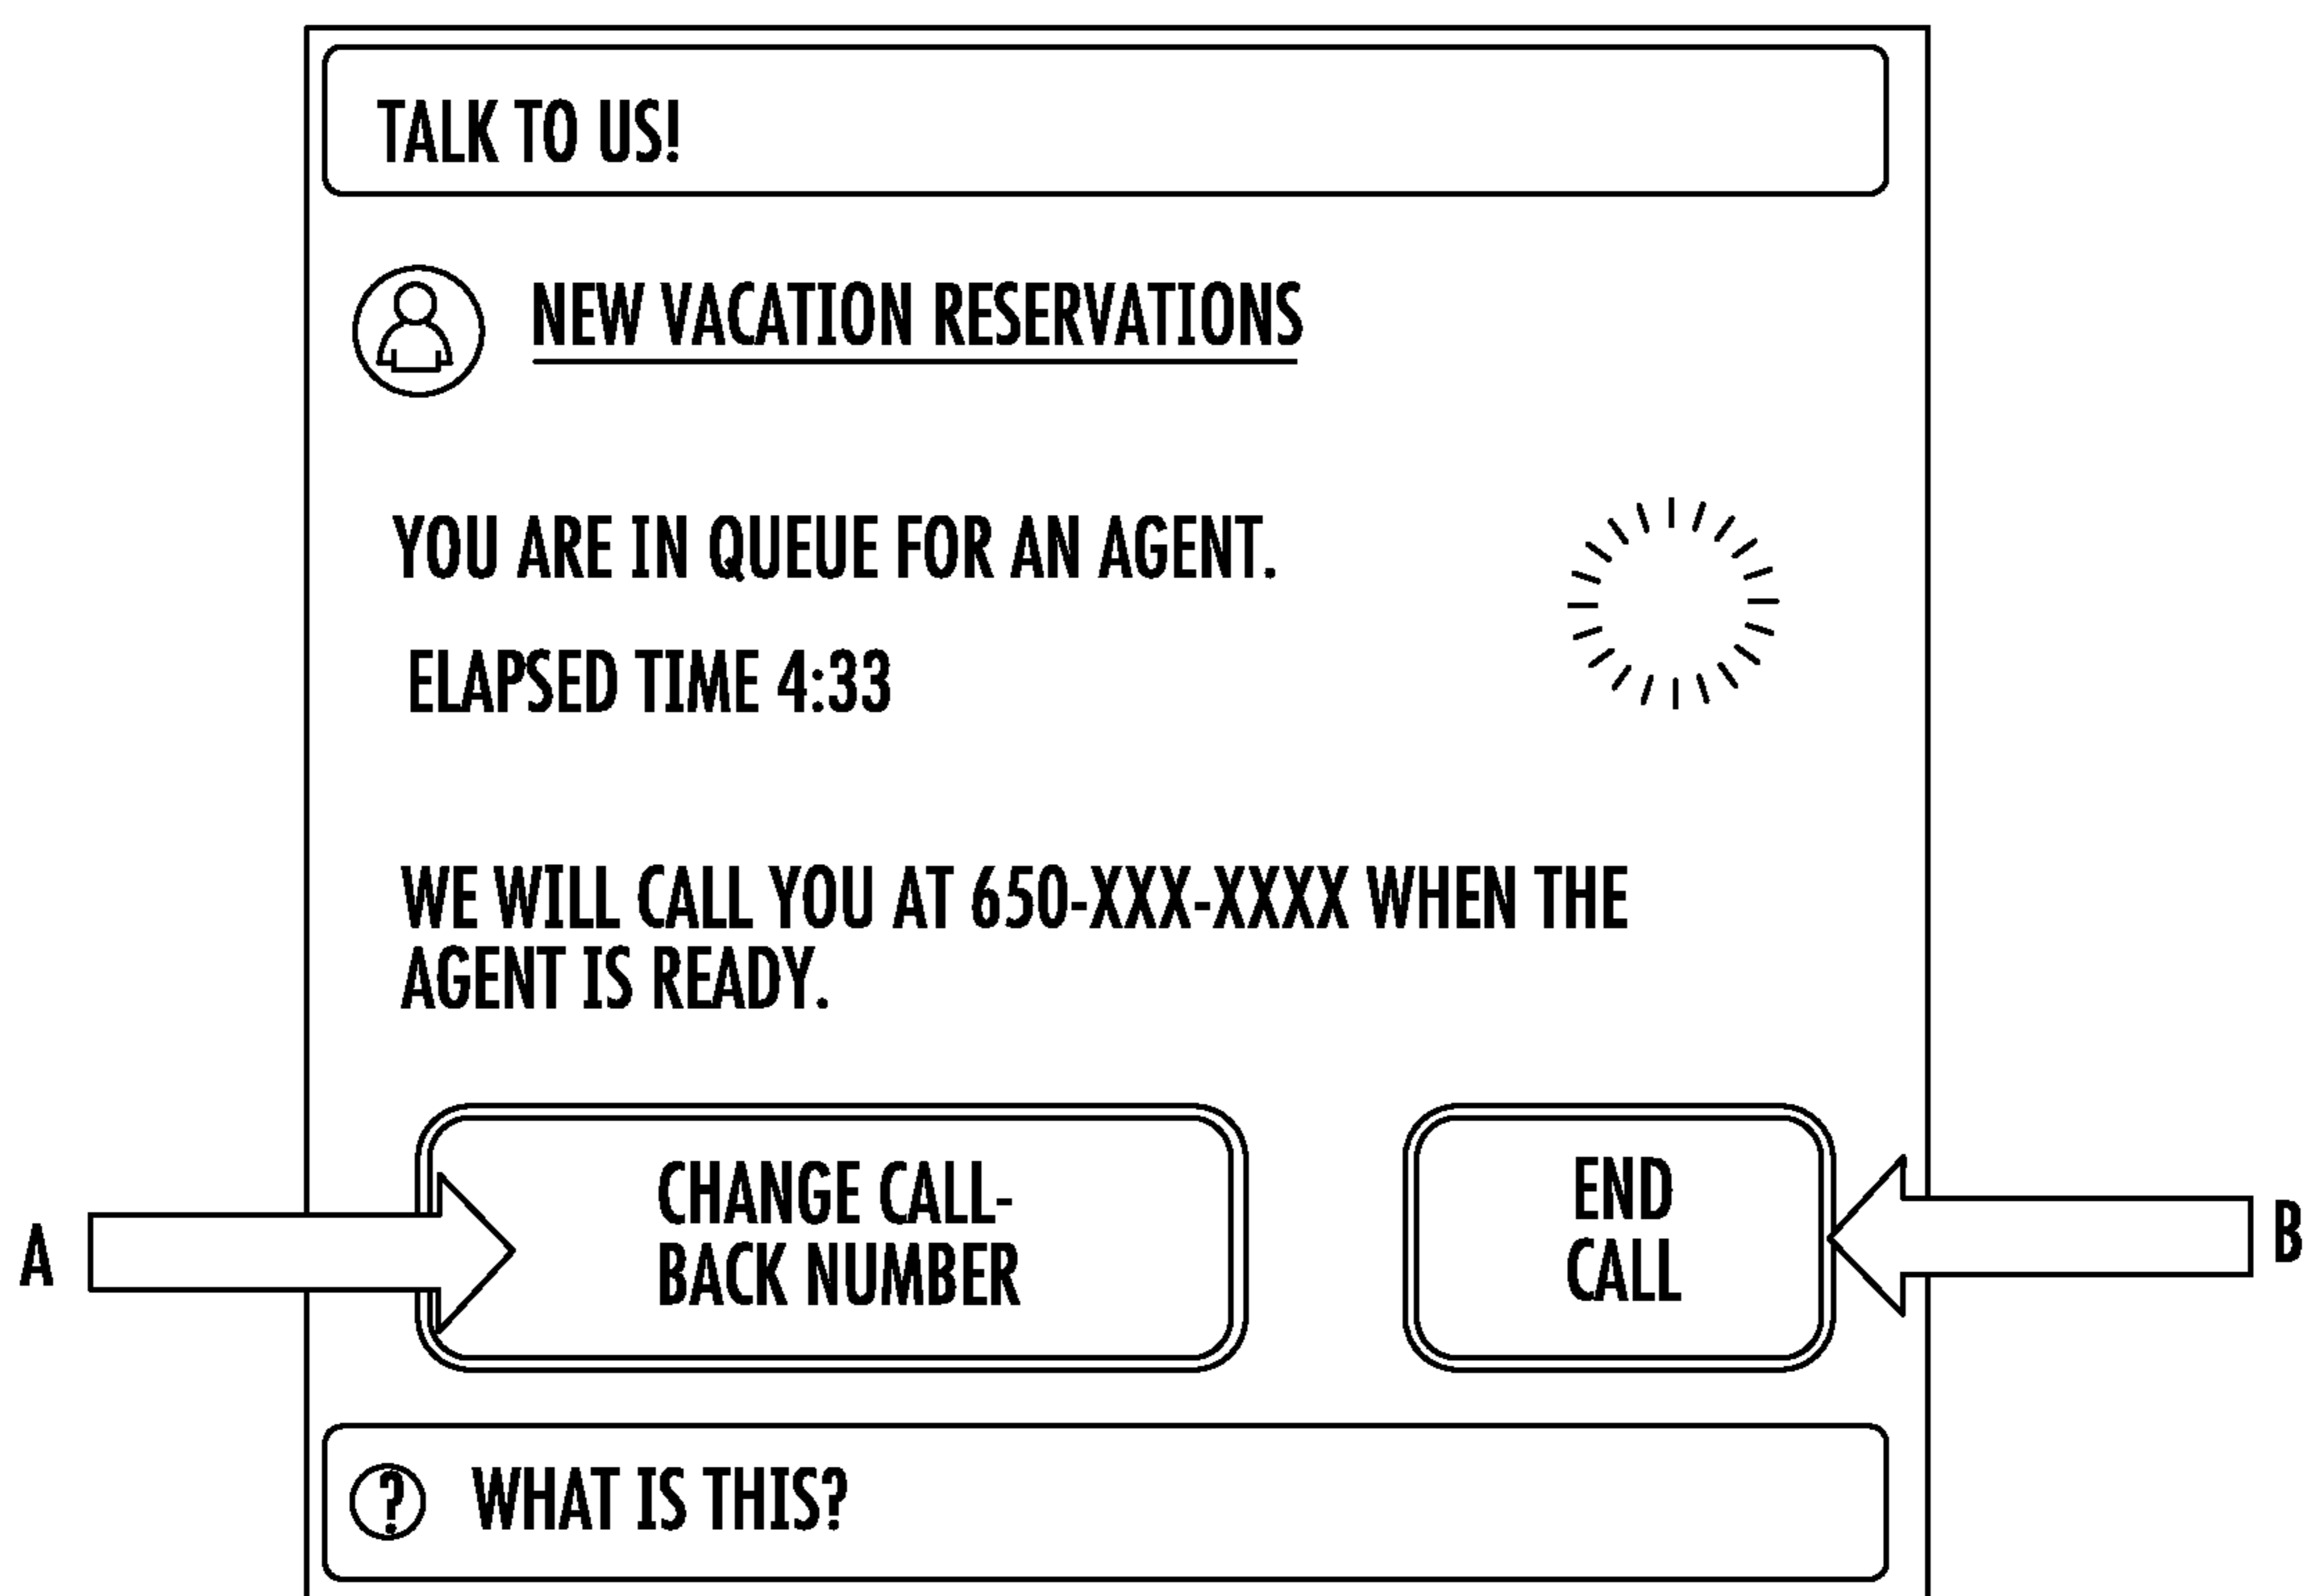 TALK TO US!
NEW VACATION RESERVATIONS
YOU ARE IN QUEUE FOR AN AGENT.
ELAPSED TIME 4:33
WE WILL CALL YOU AT 650-XXX-XXXX WHEN THE
AGENT IS READY.
CHANGE CALL-
BACK NUMBER
END
CALL
A
B
? WHAT IS THIS?